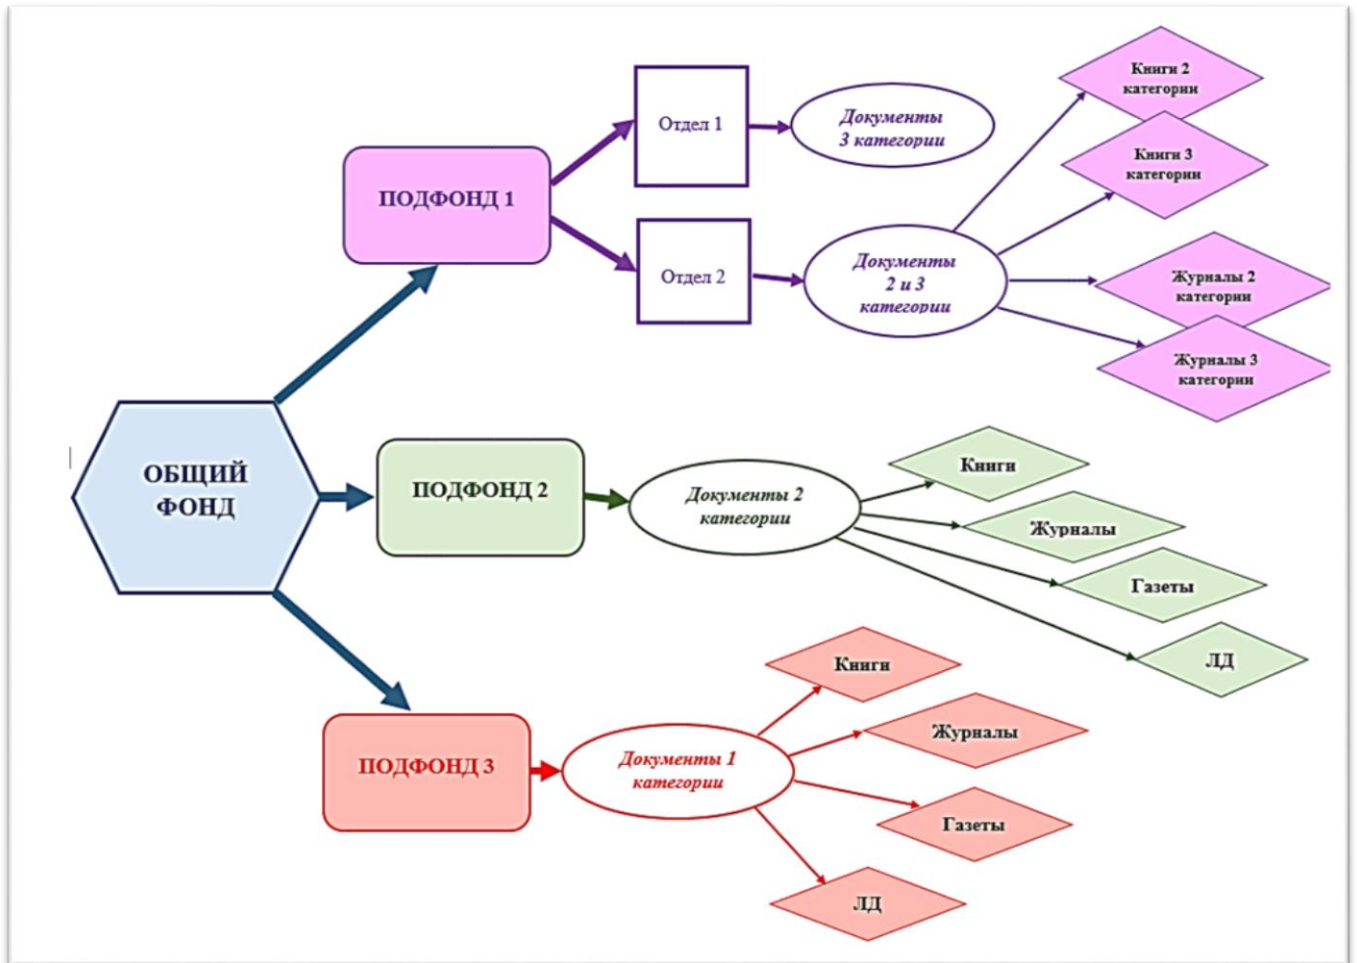 ОБЩИЙ
ФОНД
ПОДФОНД 1
Отдел 1
Документы
3 категории
Отдел 2
Документы
2 и 3
категории
Книги 2
категории
Книги 3
категории
Журналы 2
категории
Журналы 3
категории
ПОДФОНД 2
Документы 2
категории
Книги
Журналы
Газеты
ЛД
ПОДФОНД 3
Документы 1
категории
Книги
Журналы
Газеты
ЛД